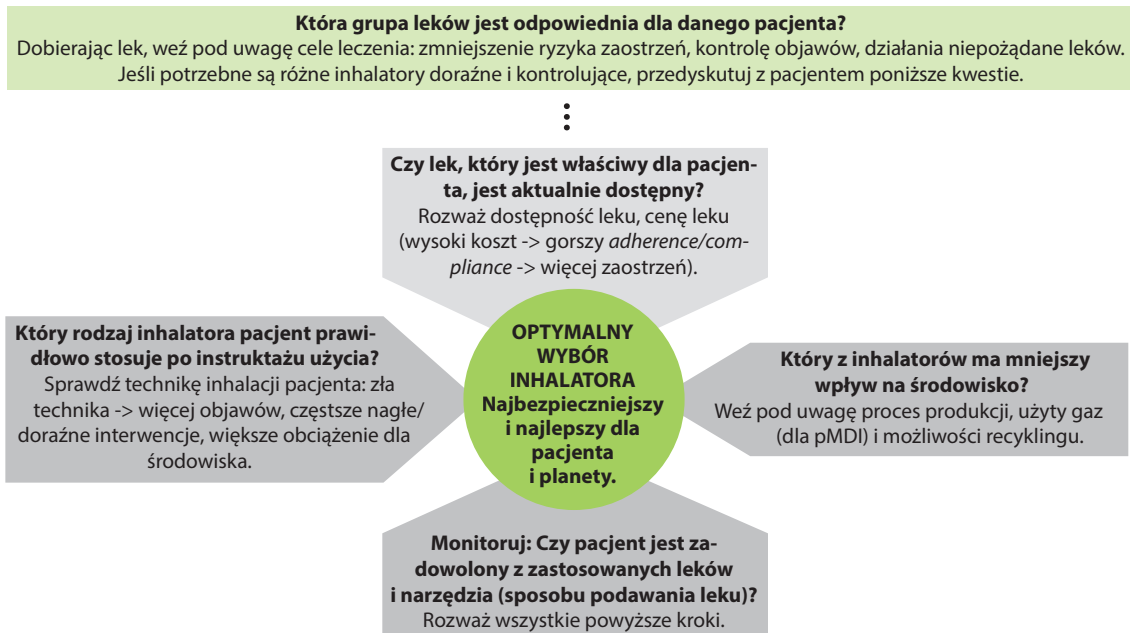 Która grupa leków jest odpowiednia dla danego pacjenta?
Dobierając lek, weź pod uwagę cele leczenia: zmniejszenie ryzyka zaostrzeń, kontrolę objawów, działania niepożądane leków.
Jeśli potrzebne są różne inhalatory doraźne i kontrolujące, przedyskutuj z pacjentem poniższe kwestie.
Czy lek, który jest właściwy dla pacjen-
ta, jest aktualnie dostępny?
Rozważ dostępność leku, cenę leku
(wysoki koszt -> gorszy adherence/com-
pliance -> więcej zaostrzeń).
Który rodzaj inhalatora pacjent prawi-
dłowo stosuje po instruktażu użycia?
Sprawdź technikę inhalacji pacjenta: zła
technika -> więcej objawów, częstsze nagłe/
doraźne interwencje, większe obciążenie dla
środowiska.
OPTYMALNY
WYBÓR
INHALATORA
Najbezpieczniejszy
i najlepszy dla
pacjenta
i planety.
Który z inhalatorów ma mniejszy
wpływ na środowisko?
Weź pod uwagę proces produkcji, użyty gaz
(dla pMDI) i możliwości recyklingu.
Monitoruj: Czy pacjent jest za-
dowolony z zastosowanych leków
i narzędzia (sposobu podawania leku)?
Rozważ wszystkie powyższe kroki.